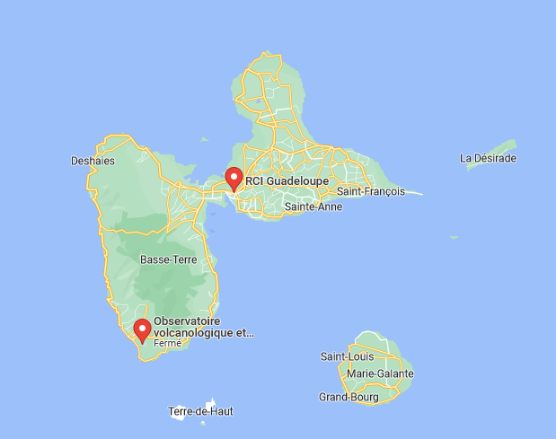 Deshaies
La Désirade
RCI Guadeloupe
Saint-François
Sainte-Anne
Basse-Terre
Observatoire
volcanologique et...
Fermé
Saint-Louis
Marie-Galante
Grand-Bourg
Terre-de-Haut